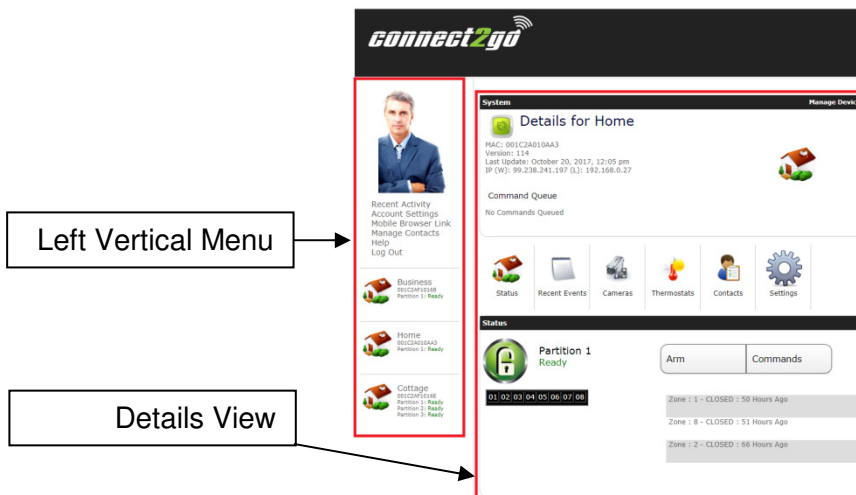 connect2go
System
Manage Devic
Details for Home
MAC: 001C2A010AA3
Version: 114
Last Update: October 20, 2017, 12:05 pm
IP (W): 99.238.241.197 (L): 192.168.0.27
Command Queue
No Commands Queued
Recent Activity
Account Settings
Mobile Browser Link
Manage Contacts
Help
Log Out
Left Vertical Menu
Business
001C2AF1016B
Partition 1: Ready
Home
001C2A010AA3
Partition 1: Ready
Cottage
001C2AF1016E
Partition 1: Ready
Partition 2: Ready
Partition 3: Ready
Details View
Status
Recent Events
Cameras
Thermostats
Contacts
Settings
Status
Partition 1
Ready
Arm
Commands
01 02 03 04 05 06 07 08
Zone : 1 - CLOSED : 50 Hours Ago
Zone : 8 - CLOSED : 51 Hours Ago
Zone : 2 - CLOSED : 66 Hours Ago